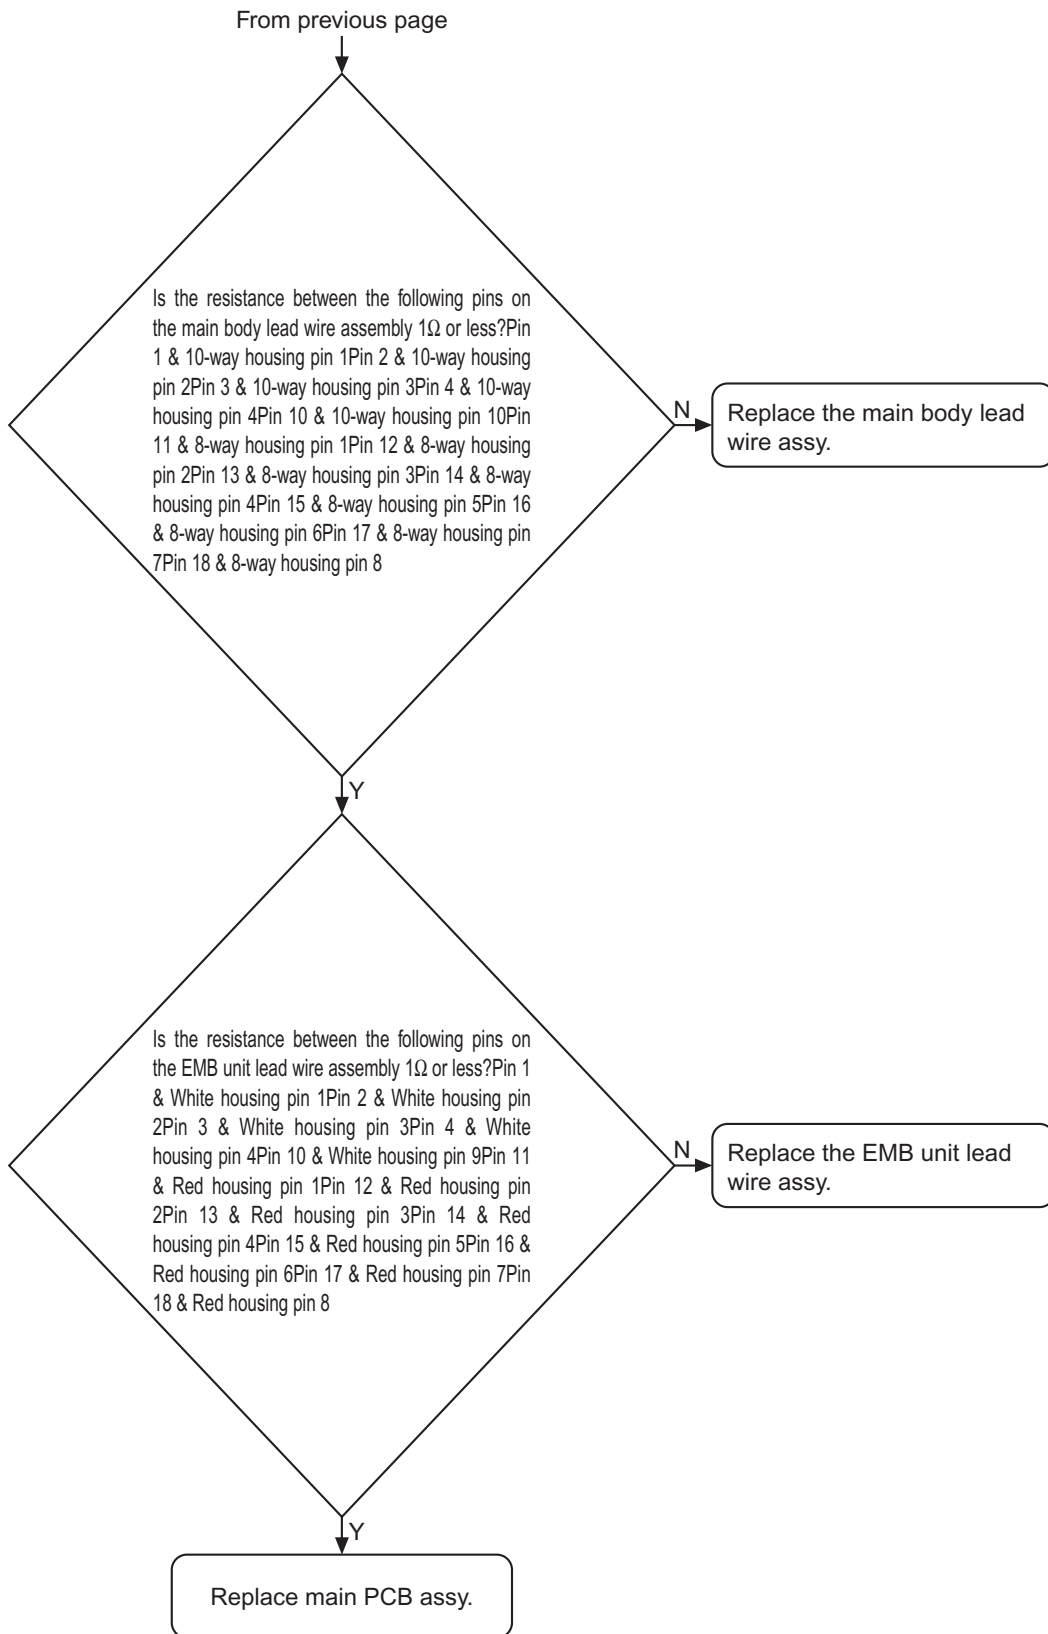 From previous page
Is the resistance between the following pins on
the main body lead wire assembly 1Ω or less?Pin
1 & 10-way housing pin 1Pin 2 & 10-way housing
pin 2Pin 3 & 10-way housing pin 3Pin 4 & 10-way
housing pin 4Pin 10 & 10-way housing pin 10Pin
11 & 8-way housing pin 1Pin 12 & 8-way housing
pin 2Pin 13 & 8-way housing pin 3Pin 14 & 8-way
housing pin 4Pin 15 & 8-way housing pin 5Pin 16
& 8-way housing pin 6Pin 17 & 8-way housing pin
7Pin 18 & 8-way housing pin 8
N
Replace the main body lead
wire assy.
Y
Is the resistance between the following pins on
the EMB unit lead wire assembly 1Ω or less?Pin 1
& White housing pin 1Pin 2 & White housing pin
2Pin 3 & White housing pin 3Pin 4 & White
housing pin 4Pin 10 & White housing pin 9Pin 11
& Red housing pin 1Pin 12 & Red housing pin
2Pin 13 & Red housing pin 3Pin 14 & Red
housing pin 4Pin 15 & Red housing pin 5Pin 16 &
Red housing pin 6Pin 17 & Red housing pin 7Pin
18 & Red housing pin 8
N
Replace the EMB unit lead
wire assy.
Y
Replace main PCB assy.